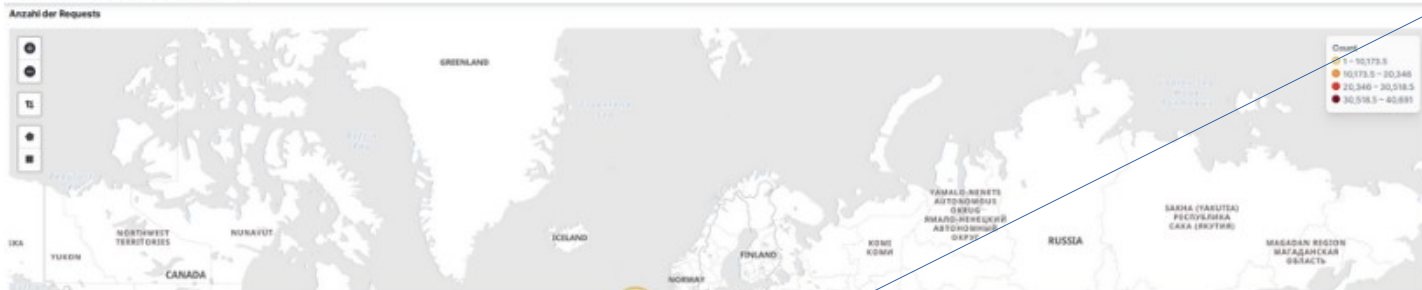 Anzahl der Requests
GREENLAND
Count
1 – 10,173.5
10,173.5 – 20,346
20,346 – 30,518.5
30,518.5 – 40,691
YAMALO-NENETS
AUTONOMOUS
OKRUG
ЯМАЛО-НЕНЕЦКИЙ
АВТОНОМНЫЙ
ОКРУГ
SAKHA (YAKUTIA)
РЕСПУБЛИКА
САХА (ЯКУТИЯ)
IKA
YUKON
NORTHWEST
TERRITORIES
NUNAVUT
ICELAND
FINLAND
KOMI
КОМИ
RUSSIA
MAGADAN REGION
МАГАДАНСКАЯ
ОБЛАСТЬ
CANADA
NORWAY